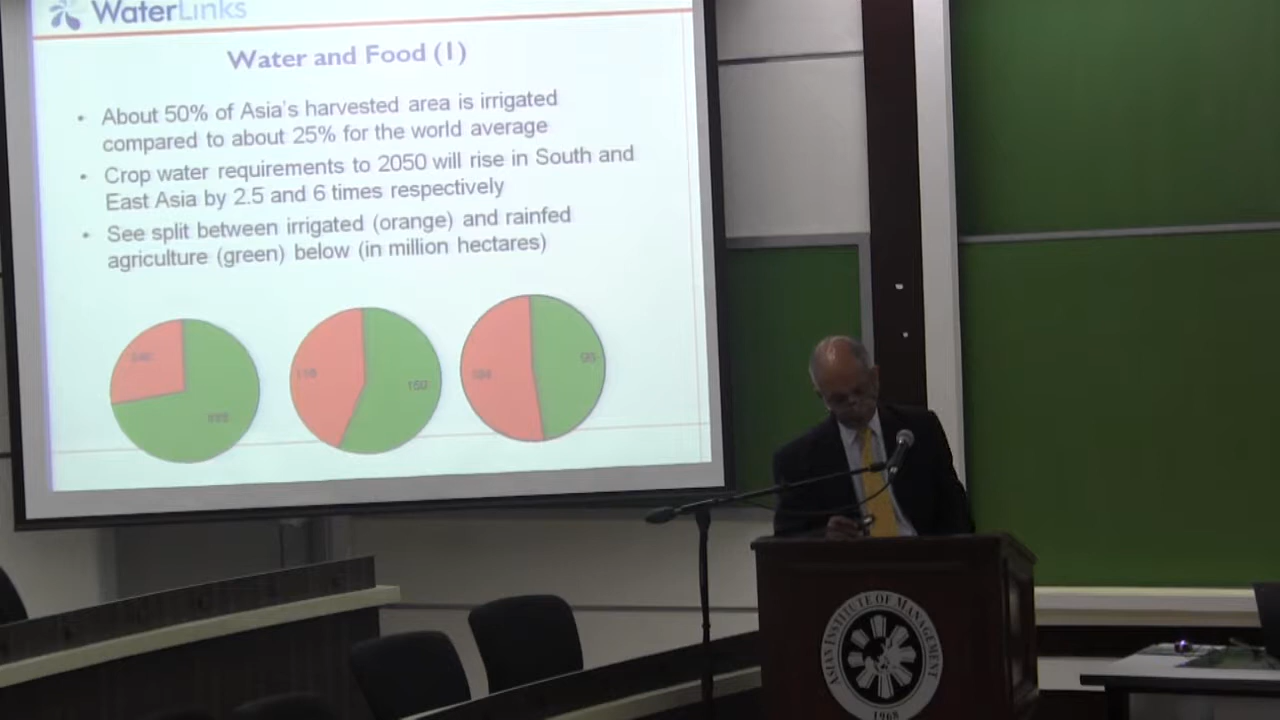 WaterLinks
Water and Food (1)
• About 50% of Asia's harvested area is irrigated
compared to about 25% for the world average
• Crop water requirements to 2050 will rise in South and
East Asia by 2.5 and 6 times respectively
• See split between irrigated (orange) and rainfed
agriculture (green) below (in million hectares)
150
ASIAN INSTITUTE OF MANAGEMENT
1968